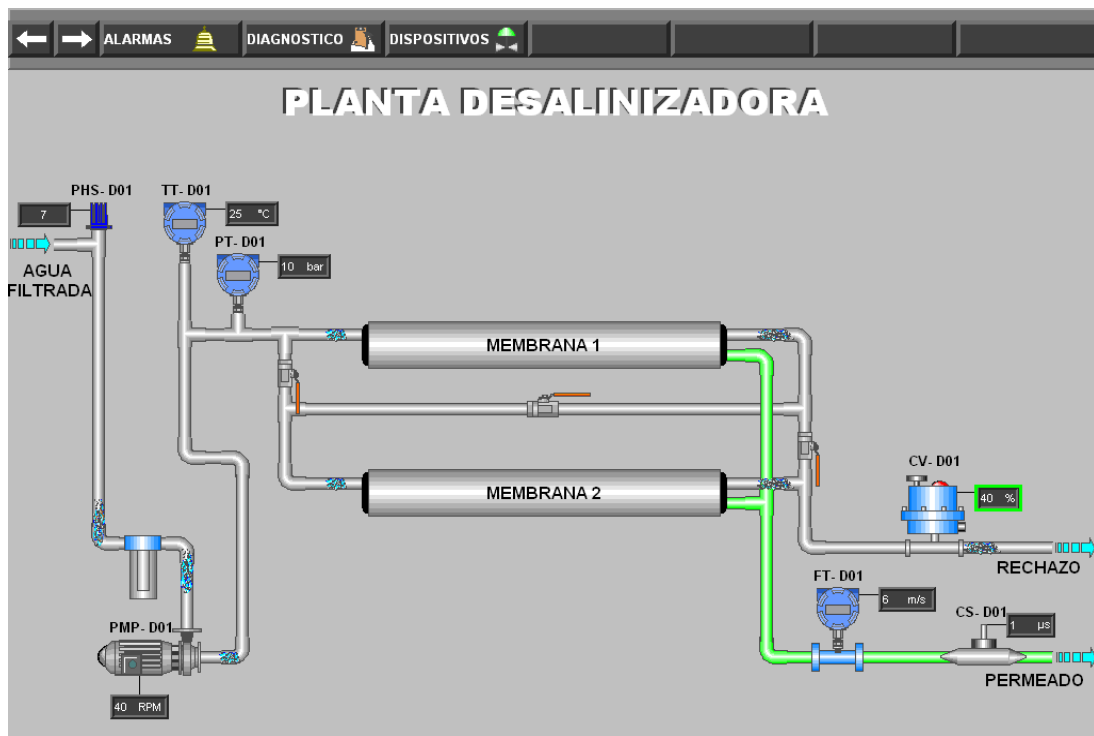 ALARMAS
DIAGNOSTICO
DISPOSITIVOS
PLANTA DESALINIZADORA
PHS- D01
7
AGUA
FILTRADA
TT- D01
25 °C
PT- D01
10 bar
MEMBRANA 1
MEMBRANA 2
CV- D01
40 %
RECHAZO
FT- D01
6 m/s
CS- D01
1 µs
PERMEADO
PMP- D01
40 RPM